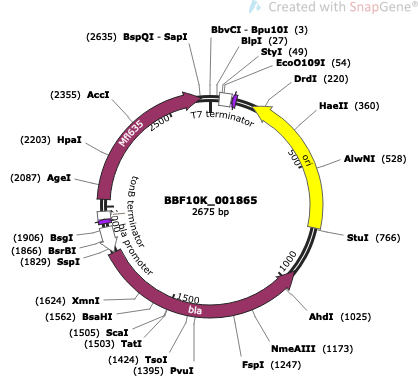 Created with SnapGene®
(2635) BspQI - SapI
BbvCI - Bpu10I (3)
BlpI (27)
StyI (49)
EcoO109I (54)
DrdI (220)
HaeII (360)
AlwNI (528)
StuI (766)
AhdI (1025)
NmeAIII (1173)
FspI (1247)
(1395) PvuI
(1424) TsoI
(1503) TatI
(1505) ScaI
(1562) BsaHI
(1624) XmnI
(1829) SspI
(1866) BsrBI
(1906) BsgI
(2087) AgeI
(2203) HpaI
(2355) AccI
T7 terminator
ori
500
1000
1500
2500
bla
bla promoter
tonB terminator
BBF10K_001865
2675 bp